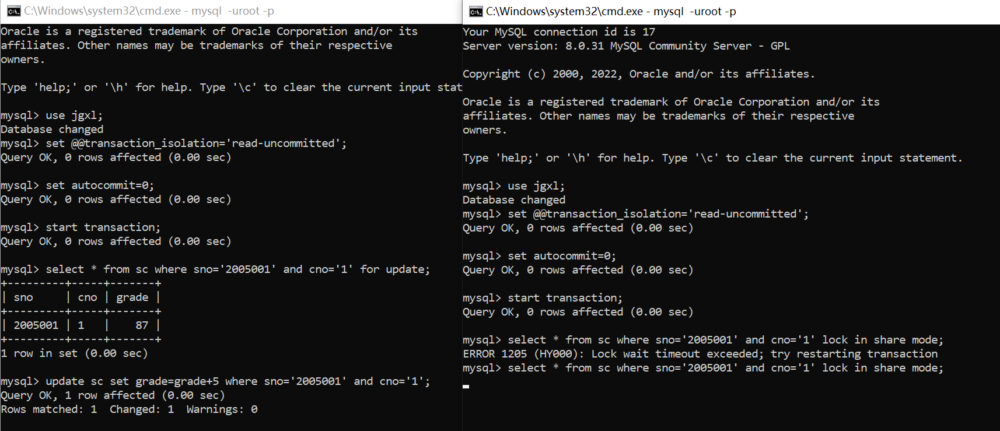 C:\Windows\system32\cmd.exe - mysql  -uroot -p
Oracle is a registered trademark of Oracle Corporation and/or its
affiliates. Other names may be trademarks of their respective
owners.
Type 'help;' or '\h' for help. Type '\c' to clear the current input stat
mysql> use jgxl;
Database changed
mysql> set @@transaction_isolation='read-uncommitted';
Query OK, 0 rows affected (0.00 sec)
mysql> set autocommit=0;
Query OK, 0 rows affected (0.00 sec)
mysql> start transaction;
Query OK, 0 rows affected (0.00 sec)
mysql> select * from sc where sno='2005001' and cno='1' for update;
+---------+-----+-------+
| sno     | cno | grade |
+---------+-----+-------+
| 2005001 | 1   |    87 |
+---------+-----+-------+
1 row in set (0.00 sec)
mysql> update sc set grade=grade+5 where sno='2005001' and cno='1';
Query OK, 1 row affected (0.00 sec)
Rows matched: 1  Changed: 1  Warnings: 0
C:\Windows\system32\cmd.exe - mysql  -uroot -p
Your MySQL connection id is 17
Server version: 8.0.31 MySQL Community Server - GPL
Copyright (c) 2000, 2022, Oracle and/or its affiliates.
Oracle is a registered trademark of Oracle Corporation and/or its
affiliates. Other names may be trademarks of their respective
owners.
Type 'help;' or '\h' for help. Type '\c' to clear the current input statement.
mysql> use jgxl;
Database changed
mysql> set @@transaction_isolation='read-uncommitted';
Query OK, 0 rows affected (0.00 sec)
mysql> set autocommit=0;
Query OK, 0 rows affected (0.00 sec)
mysql> start transaction;
Query OK, 0 rows affected (0.00 sec)
mysql> select * from sc where sno='2005001' and cno='1' lock in share mode;
ERROR 1205 (HY000): Lock wait timeout exceeded; try restarting transaction
mysql> select * from sc where sno='2005001' and cno='1' lock in share mode;